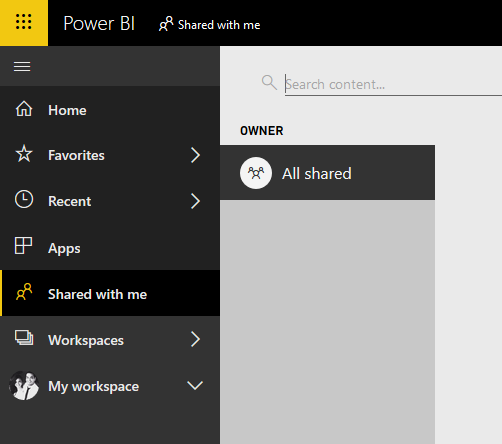 Power BI
Shared with me
Search content...
Home
Favorites
Recent
Apps
Shared with me
Workspaces
My workspace
OWNER
All shared